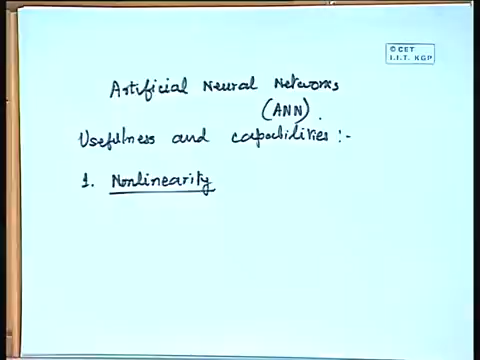 © CET
I.I.T. KGP
Artificial Neural Networks
(ANN).
Usefulness and capabilities :-
1. Nonlinearity